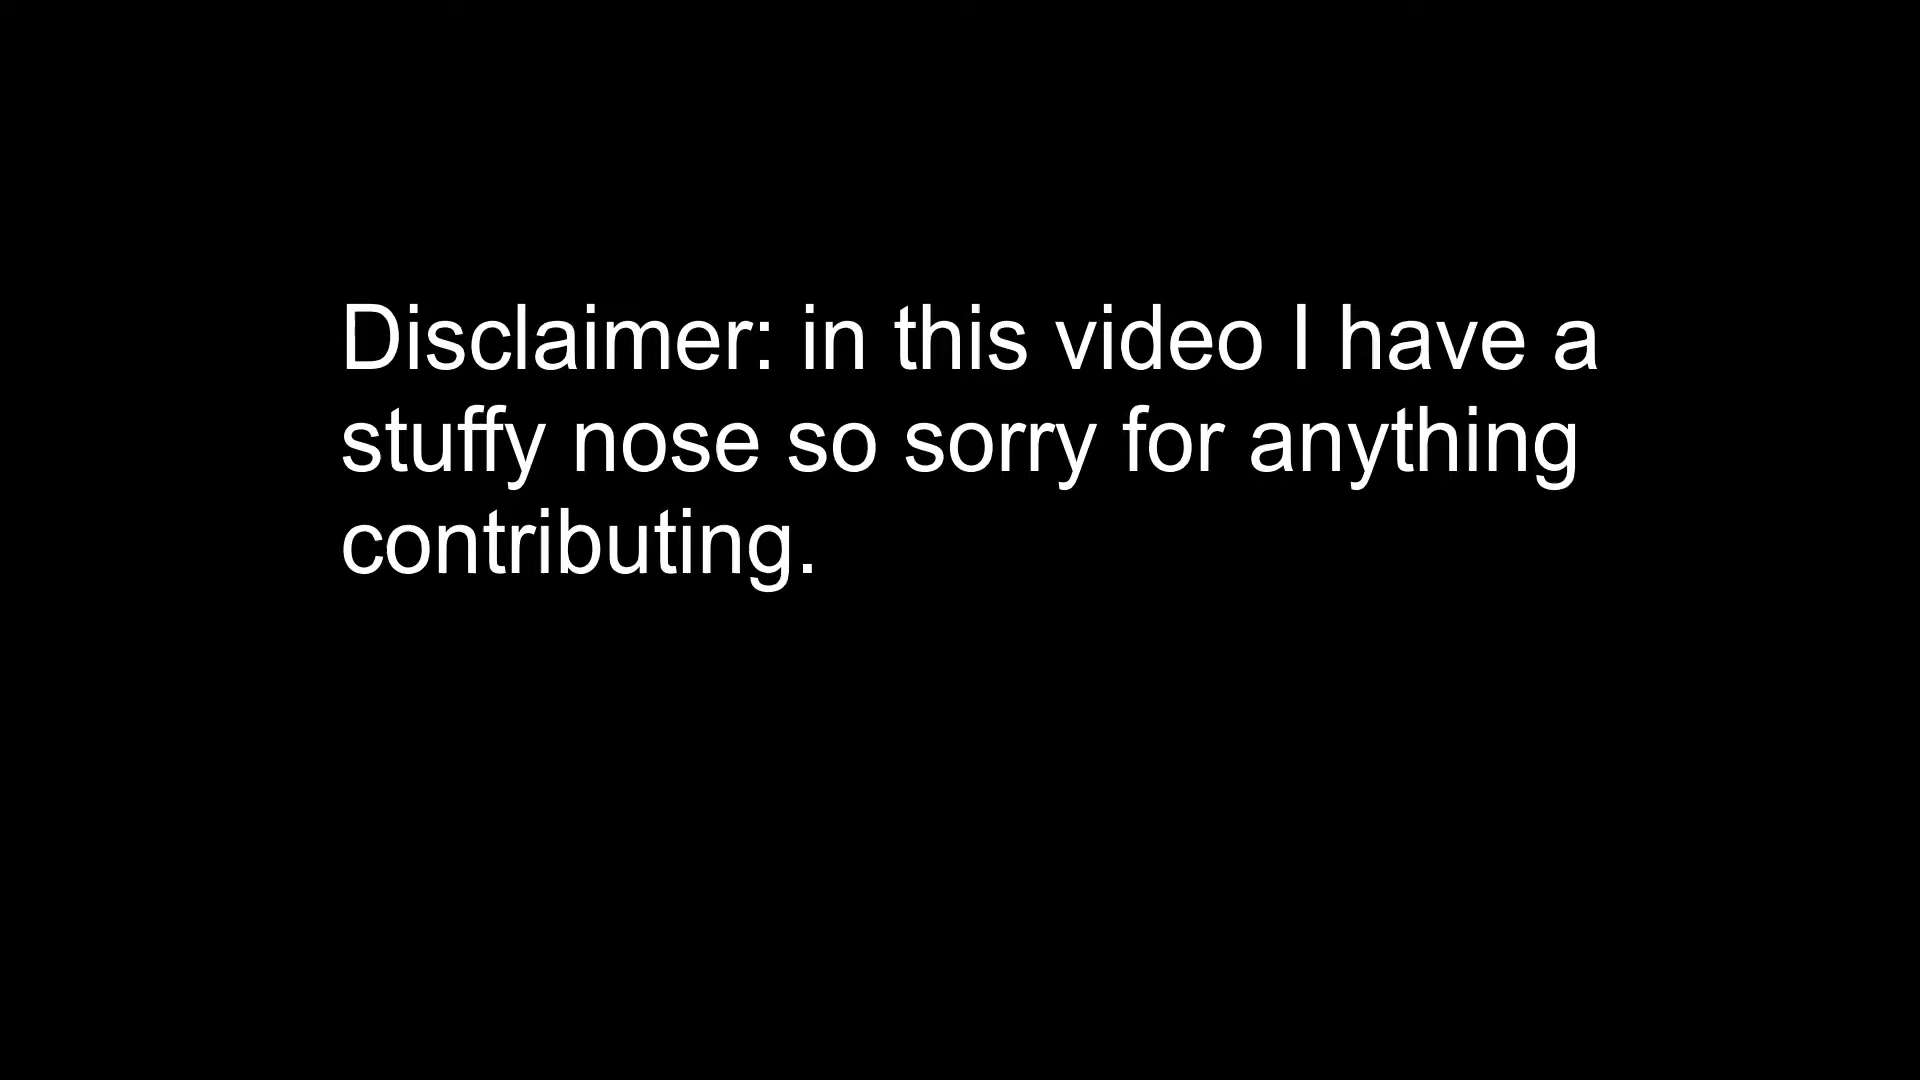 Disclaimer: in this video I have a
stuffy nose so sorry for anything
contributing.